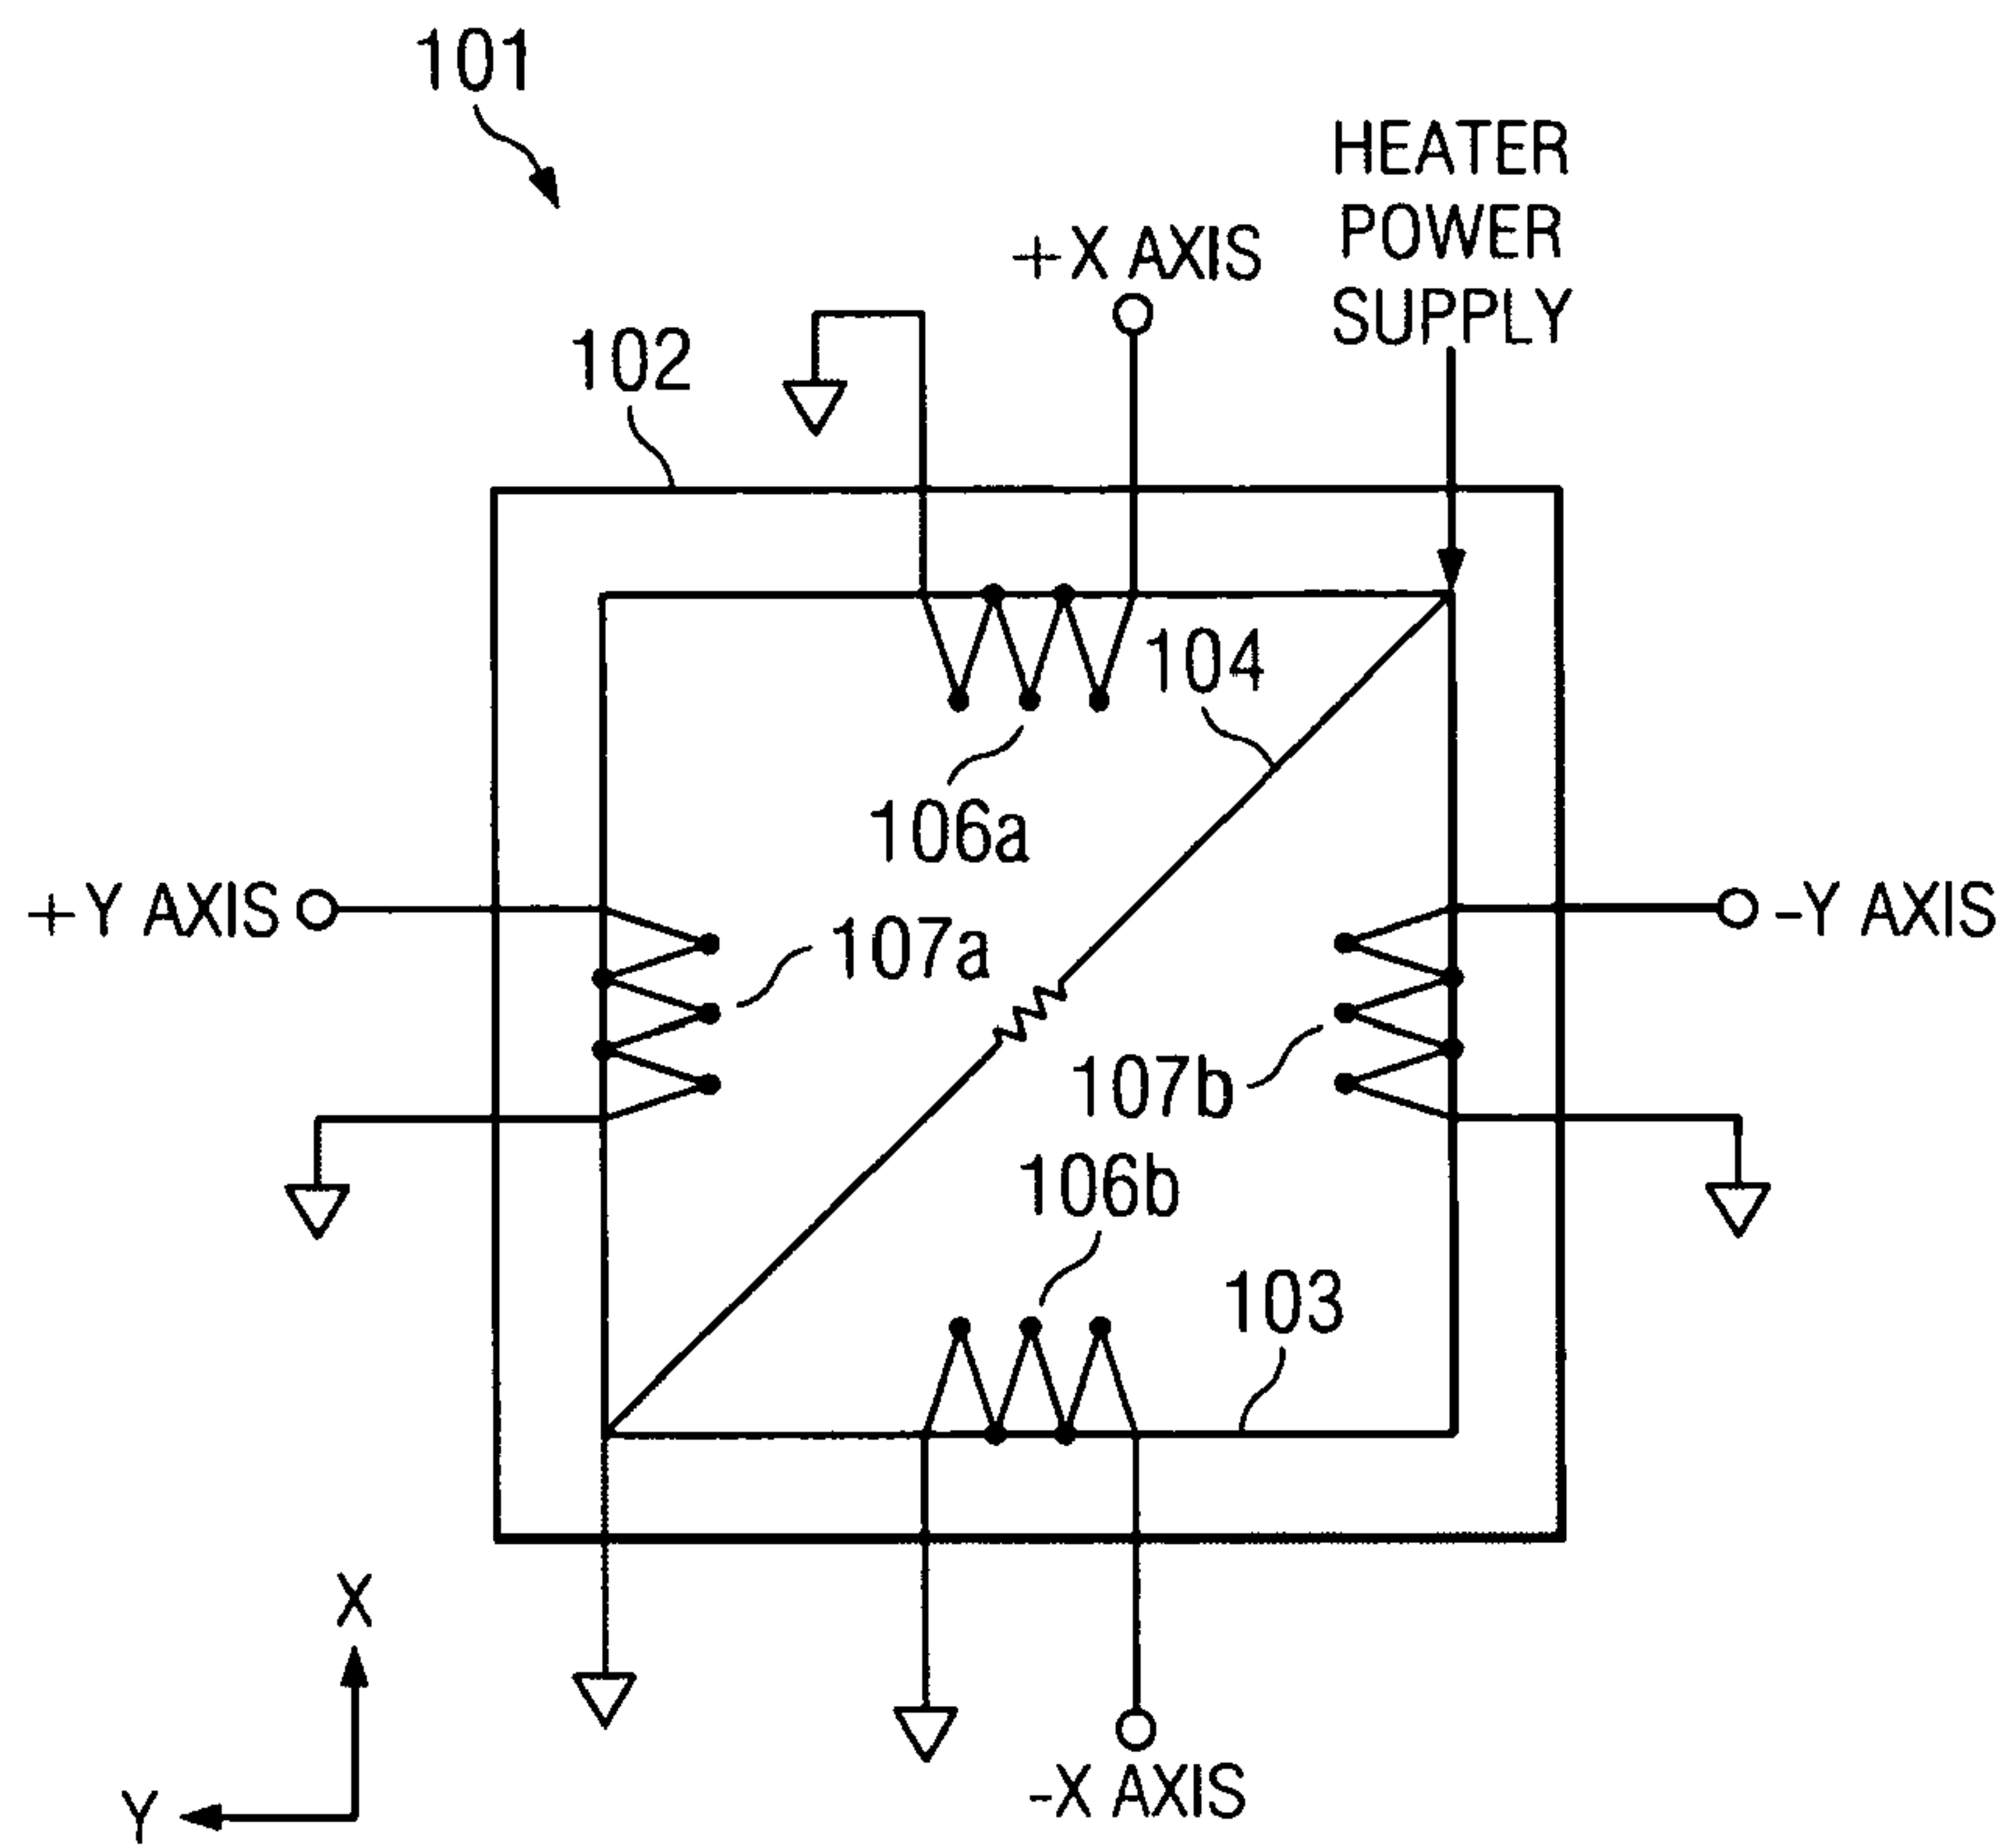 101
HEATER
POWER
SUPPLY
+X AXIS
102
104
106a
+Y AXIS
107a
-Y AXIS
107b
106b
103
X
Y
-X AXIS